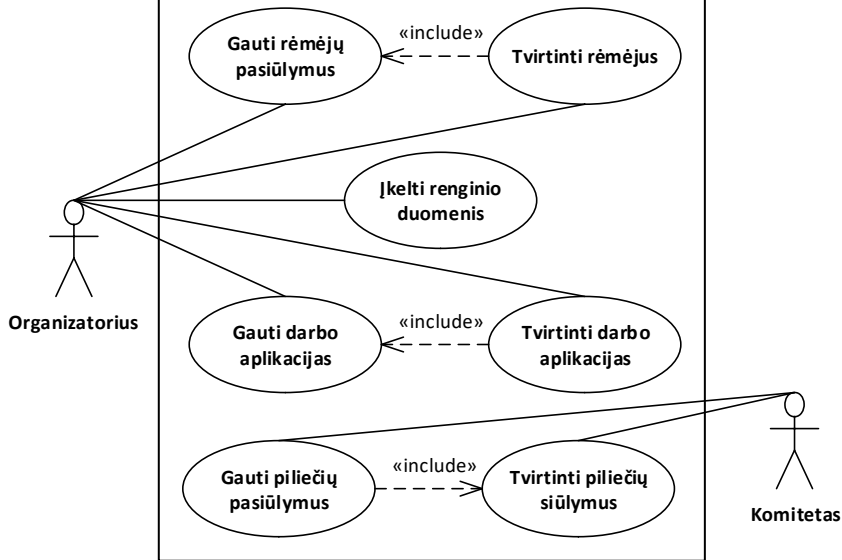 «include»
Gauti rėmėjų
pasiūlymus
Tvirtinti rėmėjus
Įkelti renginio
duomenis
Organizatorius
«include»
Gauti darbo
aplikacijas
Tvirtinti darbo
aplikacijas
«include»
Gauti piliečių
pasiūlymus
Tvirtinti piliečių
siūlymus
Komitetas